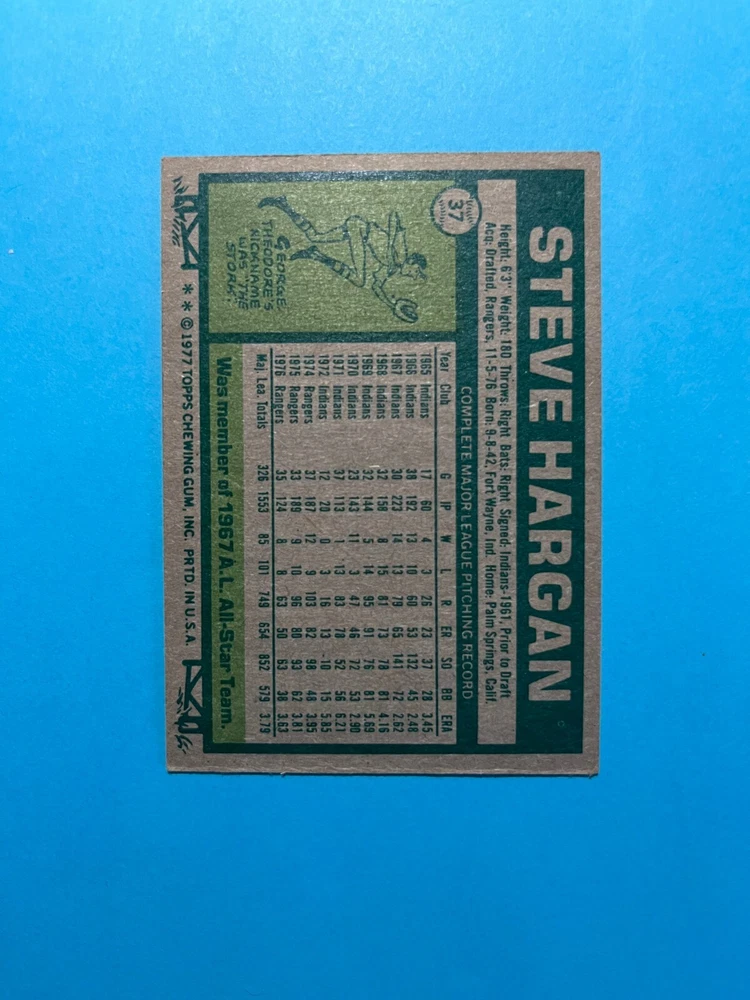 STEVE HARGAN
37
Height: 6'3" Weight: 180 Throws: Right Bats: Right Signed: Indians-1961, Prior to Draft
Acq: Drafted, Rangers, 11-5-76 Born: 9-8-42, Fort Wayne, Ind. Home: Palm Springs, Calif.
COMPLETE MAJOR LEAGUE PITCHING RECORD
Year Club G IP W L R. ER SO BB ERA
1965 Indians 17 60 4 3 26 23 37 28 3.45
1966 Indians 38 192 13 10 60 53 132 45 2.48
1967 Indians 30 223 14 13 79 65 141 72 2.62
1968 Indians 32 158 8 15 81 73 78 81 4.16
1969 Indians 32 144 5 14 95 91 76 81 5.69
1970 Indians 23 143 11 3 47 46 72 53 2.90
1971 Indians 37 113 1 13 83 78 52 56 6.21
1972 Indians 12 20 0 3 16 13 10 15 5.85
1974 Rangers 37 187 12 9 103 82 98 48 3.95
1975 Rangers 33 189 9 10 96 80 93 62 3.81
1976 Rangers 35 124 8 8 63 50 63 38 3.63
Maj. Lea. Totals 326 1553 85 101 749 654 852 579 3.79
GEORGE
THEODORE'S
NICKNAME
WAS "THE
STORK."
Was member of 1967 A.L. All-Star Team.
* * © 1977 TOPPS CHEWING GUM, INC. PRTD. IN U.S.A.